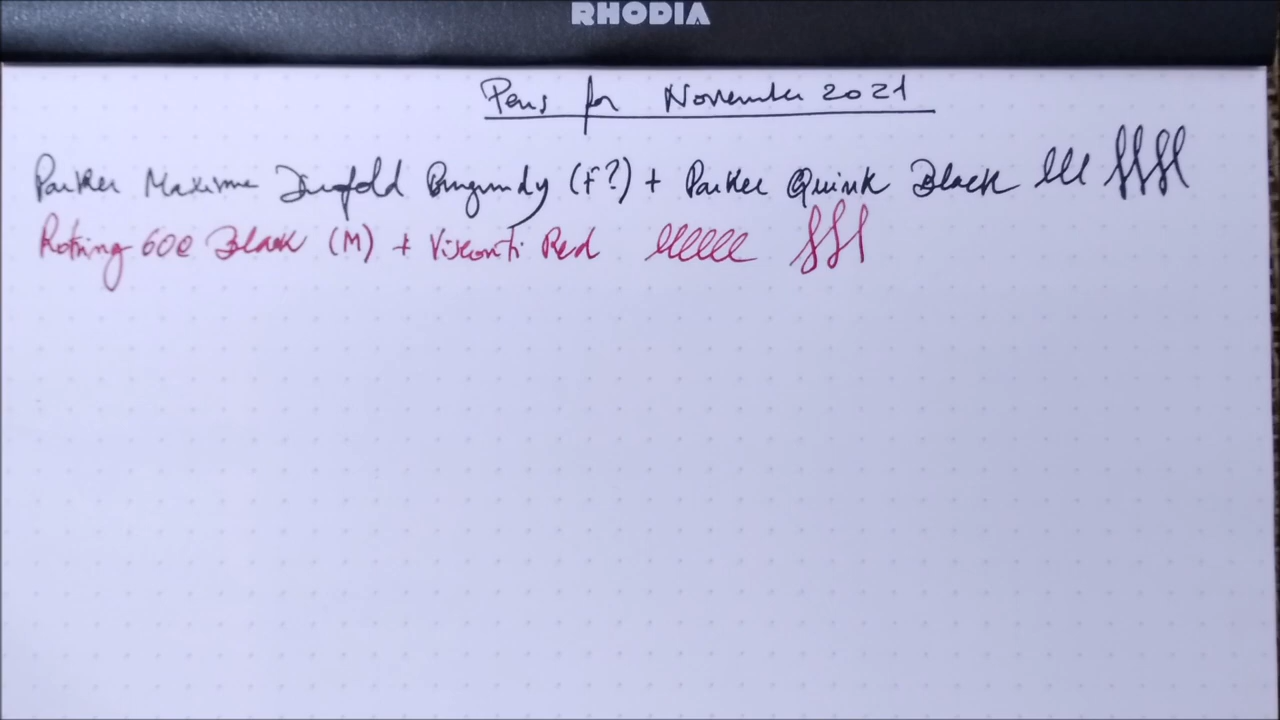 RHODIA
Pens for November 2021
Parker Maxima Duofold Burgundy (F?) + Parker Quink Black
Rotring 600 Black (M) + Visconti Red